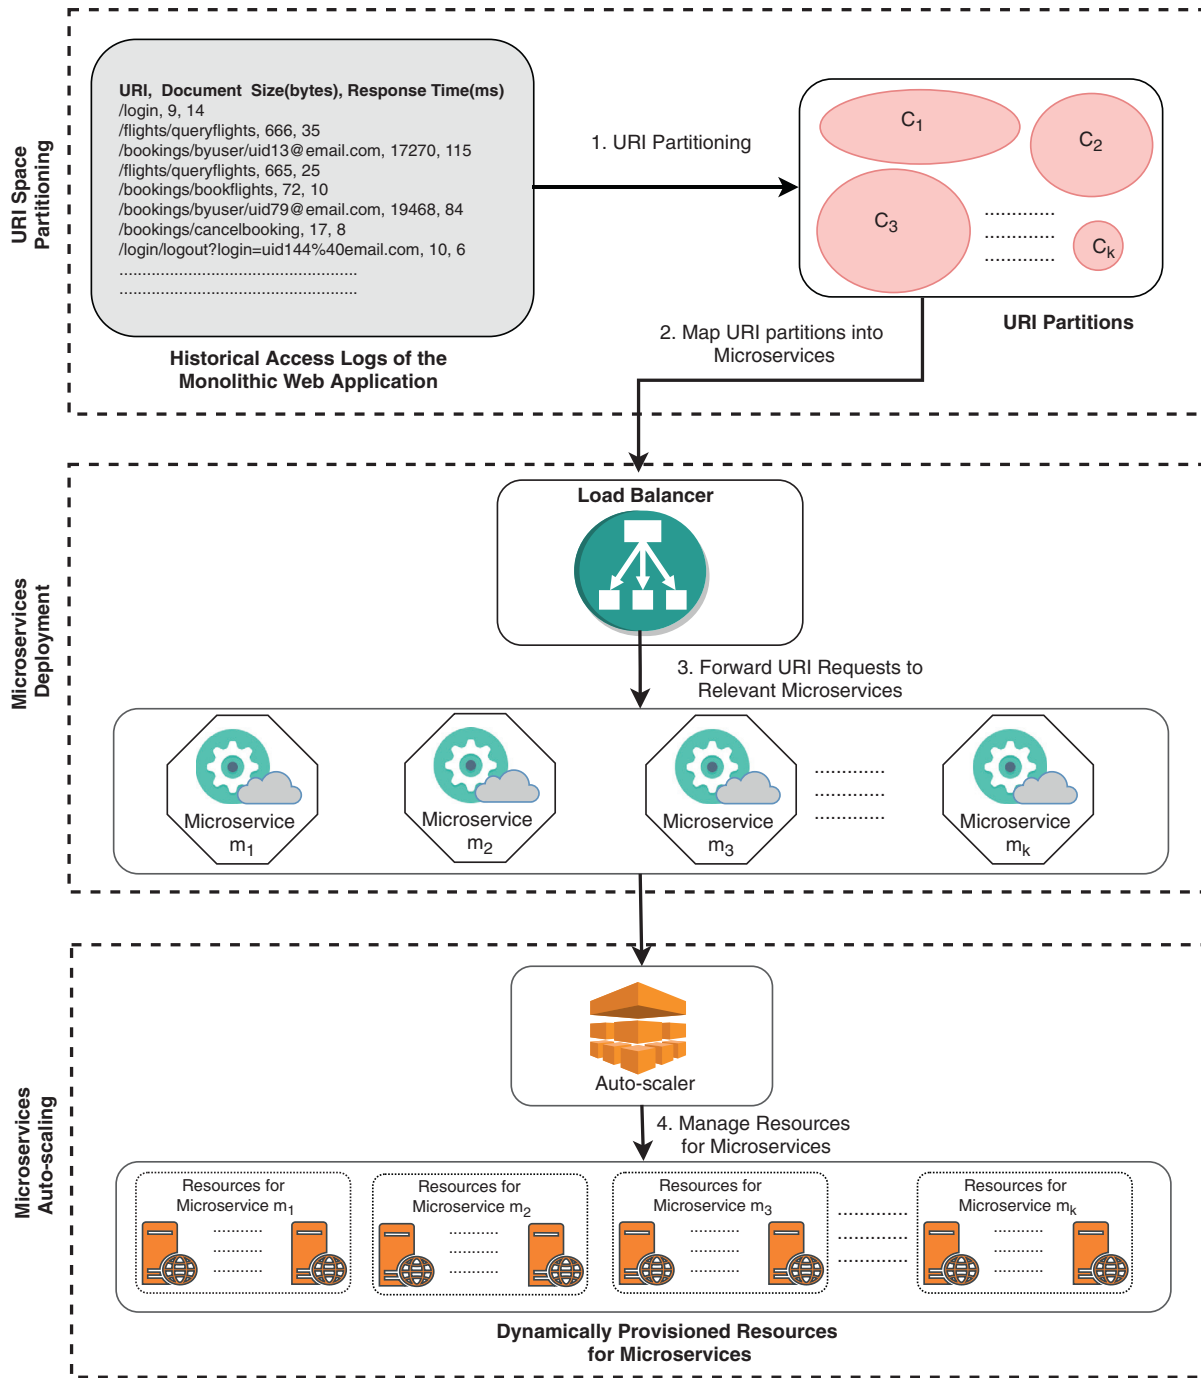 URI Space
Partitioning
URI, Document Size(bytes), Response Time(ms)
/login, 9, 14
/flights/queryflights, 666, 35
/bookings/byuser/uid13@email.com, 17270, 115
/flights/queryflights, 665, 25
/bookings/bookflights, 72, 10
/bookings/byuser/uid79@email.com, 19468, 84
/bookings/cancelbooking, 17, 8
/login/logout?login=uid144%40email.com, 10, 6
....................................................
....................................................
Historical Access Logs of the
Monolithic Web Application
1. URI Partitioning
C1
C2
C3
Ck
URI Partitions
2. Map URI partitions into
Microservices
Microservices
Deployment
Load Balancer
3. Forward URI Requests to
Relevant Microservices
Microservice
m1
Microservice
m2
Microservice
m3
Microservice
mk
Microservices
Auto-scaling
Auto-scaler
4. Manage Resources
for Microservices
Resources for
Microservice m1
Resources for
Microservice m2
Resources for
Microservice m3
Resources for
Microservice mk
Dynamically Provisioned Resources
for Microservices